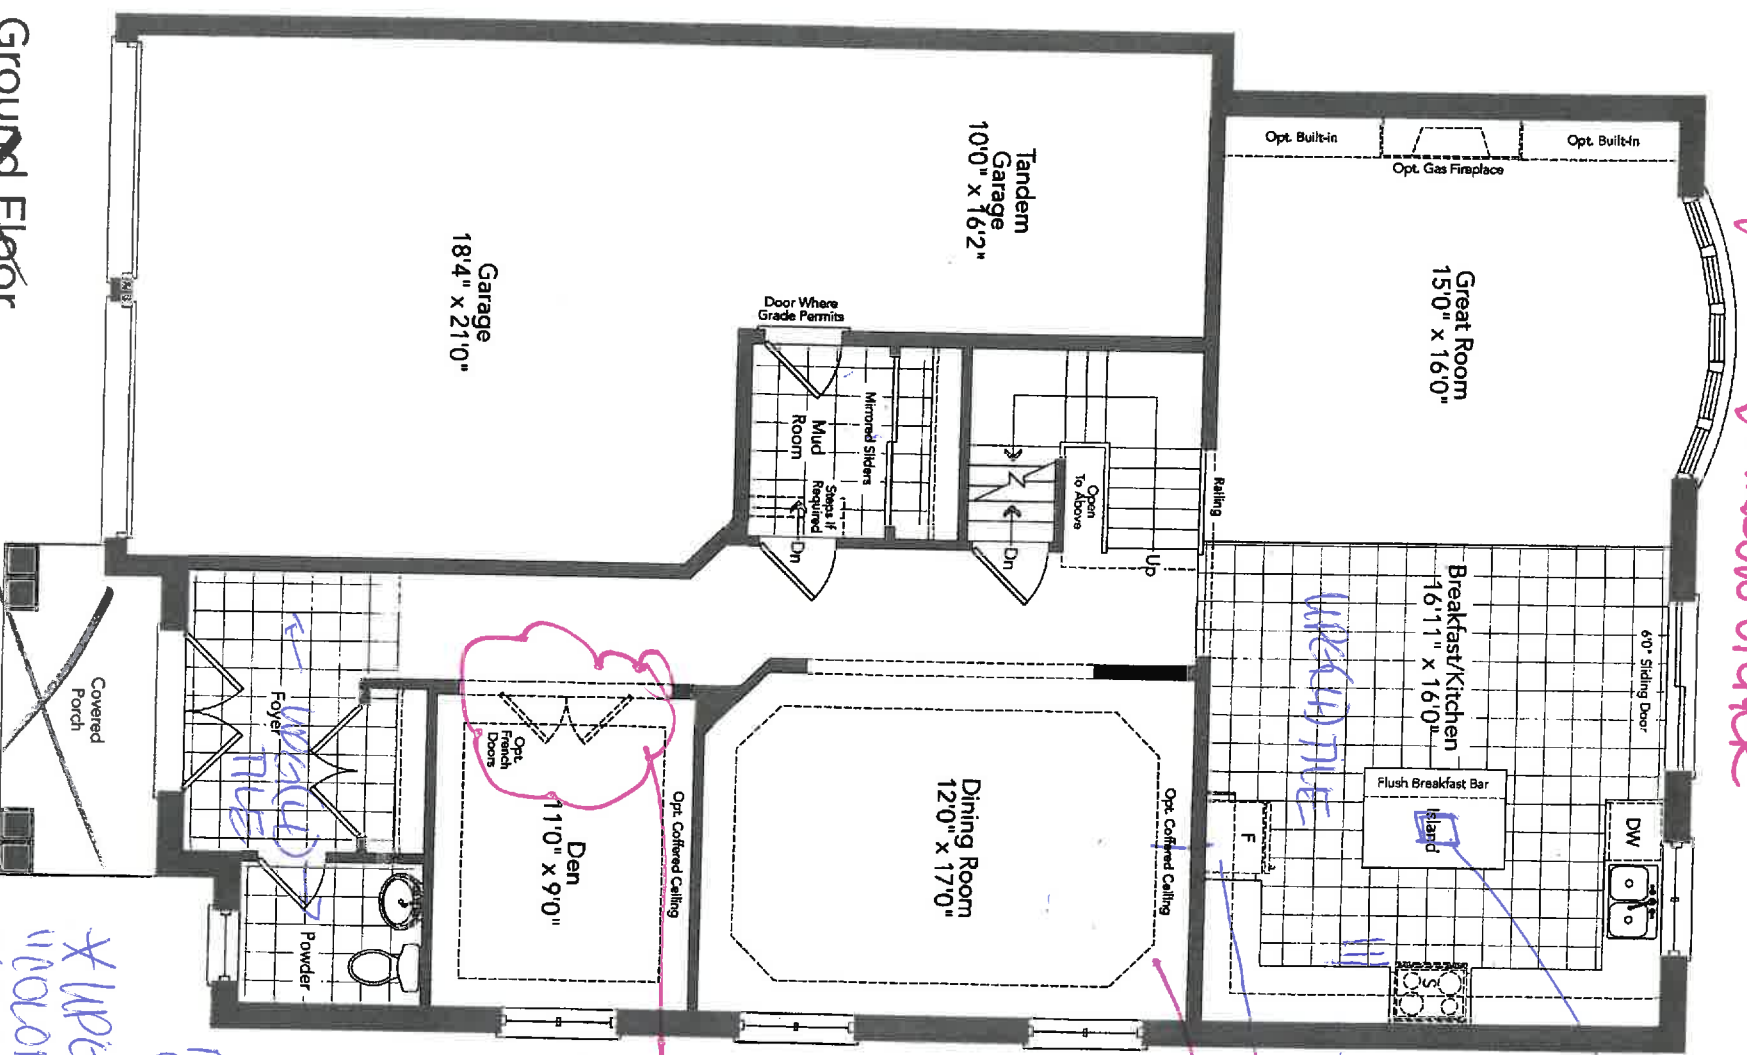 Ground Floor
Garage
18'4" x 21'0"
Tandem
Garage
10'0" x 16'2"
Door Where
Grade Permits
Mirrored Sliders
Mud
Room
Steps If
Required
Dn
Dn
Open
To Above
Up
Railing
Opt. Built-in
Opt. Gas Fireplace
Opt. Built-in
Great Room
15'0" x 16'0"
Breakfast/Kitchen
16'11" x 16'0"
6'0" Sliding Door
Flush Breakfast Bar
Island
DW
F
S
TILE
Opt. Coffered Ceiling
Dining Room
12'0" x 17'0"
Opt. Coffered Ceiling
Den
11'0" x 9'0"
Opt.
French
Doors
Foyer
TILE
Powder
Covered
Porch